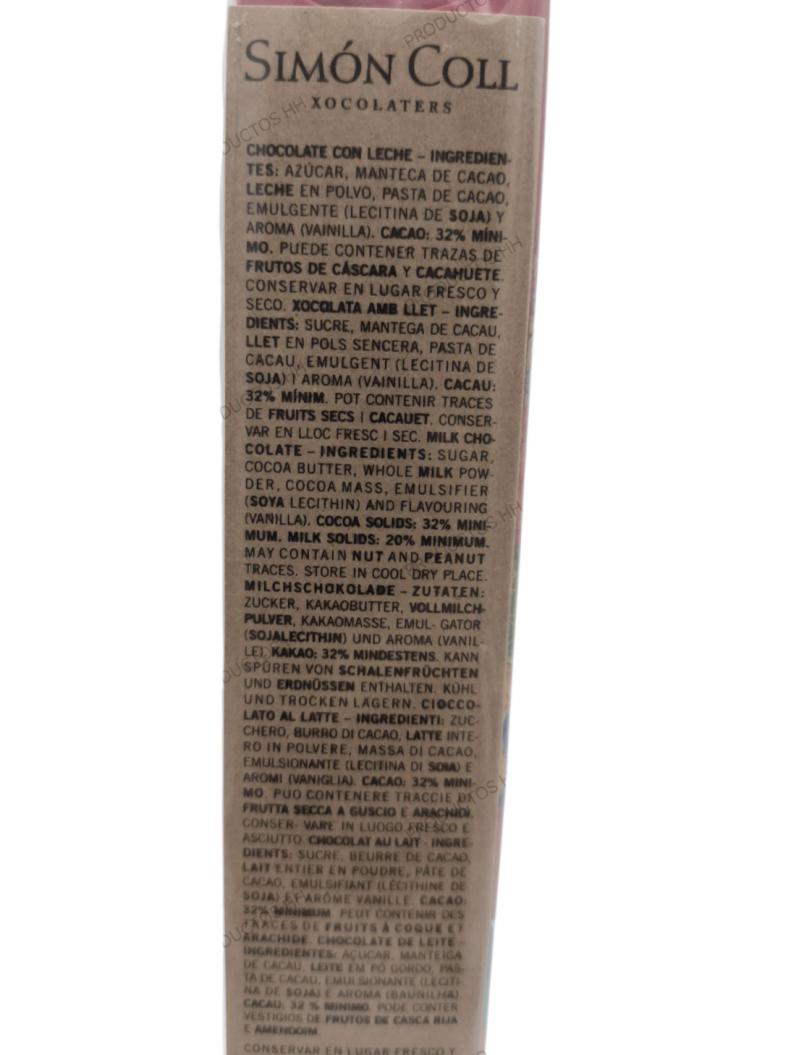 PRODUCTOS
SIMÓN COLL
XOCOLATERS
DUCTOS HH
CHOCOLATE CON LECHE – INGREDIEN-
TES: AZÚCAR, MANTECA DE CACAO,
LECHE EN POLVO, PASTA DE CACAO,
EMULGENTE (LECITINA DE SOJA) Y
AROMA (VAINILLA). CACAO: 32% MÍNI-
MO. PUEDE CONTENER TRAZAS DE
FRUTOS DE CÁSCARA Y CACAHUETE.
CONSERVAR EN LUGAR FRESCO Y
SECO. XOCOLATA AMB LLET – INGRE-
DIENTS: SUCRE, MANTEGA DE CACAU,
LLET EN POLS SENCERA, PASTA DE
CACAU, EMULGENT (LECITINA DE
SOJA) I AROMA (VAINILLA). CACAU:
32% MÍNIM. POT CONTENIR TRACES
DE FRUITS SECS I CACAUET. CONSER-
VAR EN LLOC FRESC I SEC. MILK CHO-
COLATE – INGREDIENTS: SUGAR,
COCOA BUTTER, WHOLE MILK POW-
DER, COCOA MASS, EMULSIFIER
(SOYA LECITHIN) AND FLAVOURING
(VANILLA). COCOA SOLIDS: 32% MINI-
MUM. MILK SOLIDS: 20% MINIMUM.
MAY CONTAIN NUT AND PEANUT
TRACES. STORE IN COOL DRY PLACE.
MILCHSCHOKOLADE – ZUTATEN:
ZUCKER, KAKAOBUTTER, VOLLMILCH-
PULVER, KAKAOMASSE, EMUL- GATOR
(SOJALECITHIN) UND AROMA (VANIL-
LE). KAKAO: 32% MINDESTENS. KANN
SPÜREN VON SCHALENFRÜCHTEN
UND ERDNÜSSEN ENTHALTEN. KÜHL
UND TROCKEN LAGERN. CIOCCO-
LATO AL LATTE – INGREDIENTI: ZUC-
CHERO, BURRO DI CACAO, LATTE INTE-
RO IN POLVERE, MASSA DI CACAO,
EMULSIONANTE (LECITINA DI SOIA) E
AROMI (VANIGLIA). CACAO: 32% MINI-
MO. PUO CONTENERE TRACCIE DI
FRUTTA SECCA A GUSCIO E ARACHIDI.
CONSER- VARE IN LUOGO FRESCO E
ASCIUTTO. CHOCOLAT AU LAIT - INGRE-
DIENTS: SUCRE, BEURRE DE CACAO,
LAIT ENTIER EN POUDRE, PÂTE DE
CACAO, EMULSIFIANT (LÉCITHINE DE
SOJA) ET ARÔME VANILLE. CACAO:
32% MINIMUM. PEUT CONTENIR DES
TRACES DE FRUITS À COQUE ET
ARACHIDE. CHOCOLATE DE LEITE –
INGREDIENTES: AÇUCAR, MANTEIGA
DE CACAU, LEITE EM PÓ GORDO, PAS-
TA DE CACAU, EMULSIONANTE (LECITI-
NA DE SOJA) E AROMA (BAUNILHA).
CACAU: 32 % MINIMO. PODE CONTER
VESTIGIOS DE FRUTOS DE CASCA RIJA
E AMENDOIM.
CONSERVAR EN LUGAR FRESCO Y